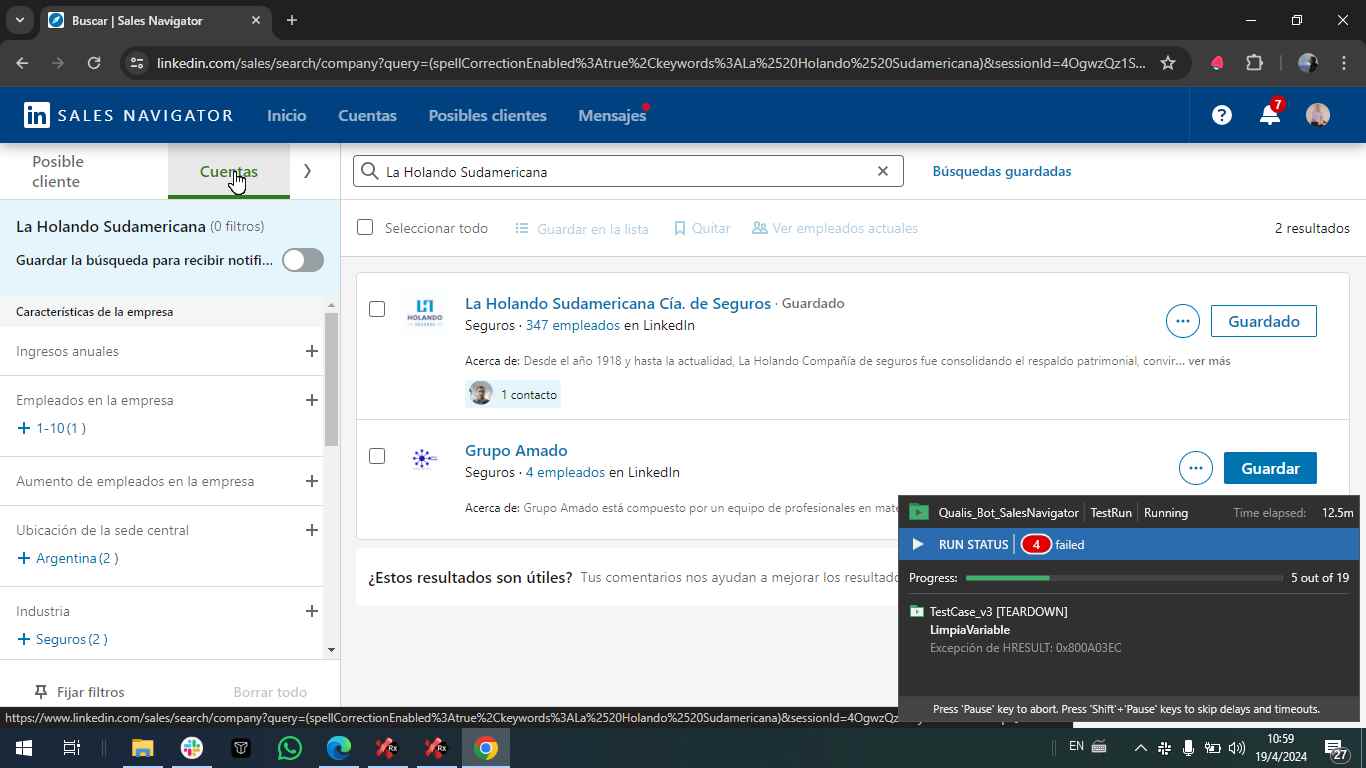 Buscar | Sales Navigator
linkedin.com/sales/search/company?query=(spellCorrectionEnabled%3Atrue%2Ckeywords%3ALa%2520Holando%2520Sudamericana)&sessionId=4OgwzQz1S...
in SALES NAVIGATOR
Inicio
Cuentas
Posibles clientes
Mensajes
7
Posible cliente
Cuentas
La Holando Sudamericana
Búsquedas guardadas
La Holando Sudamericana (0 filtros)
Guardar la búsqueda para recibir notifi...
Seleccionar todo
Guardar en la lista
Quitar
Ver empleados actuales
2 resultados
Características de la empresa
Ingresos anuales
Empleados en la empresa
1-10 (1 )
Aumento de empleados en la empresa
Ubicación de la sede central
Argentina (2 )
Industria
Seguros (2 )
Fijar filtros
Borrar todo
HOLANDO
La Holando Sudamericana Cía. de Seguros · Guardado
Seguros · 347 empleados en LinkedIn
Acerca de: Desde el año 1918 y hasta la actualidad, La Holando Compañía de seguros fue consolidando el respaldo patrimonial, convir... ver más
1 contacto
Guardado
Grupo Amado
Seguros · 4 empleados en LinkedIn
Acerca de: Grupo Amado está compuesto por un equipo de profesionales en
Guardar
¿Estos resultados son útiles? Tus comentarios nos ayudan a mejorar los
Qualis_Bot_SalesNavigator
TestRun
Running
Time elapsed: 12.5m
RUN STATUS
4 failed
Progress:
5 out of 19
TestCase_v3 [TEARDOWN]
LimpiaVariable
Excepción de HRESULT: 0x800A03EC
Press 'Pause' key to abort. Press 'Shift'+'Pause' keys to skip delays and timeouts.
https://www.linkedin.com/sales/search/company?query=(spellCorrectionEnabled%3Atrue%2Ckeywords%3ALa%2520Holando%2520Sudamericana)&sessionId=4OgwzQz
Rx
Rx
EN
10:59
19/4/2024
27